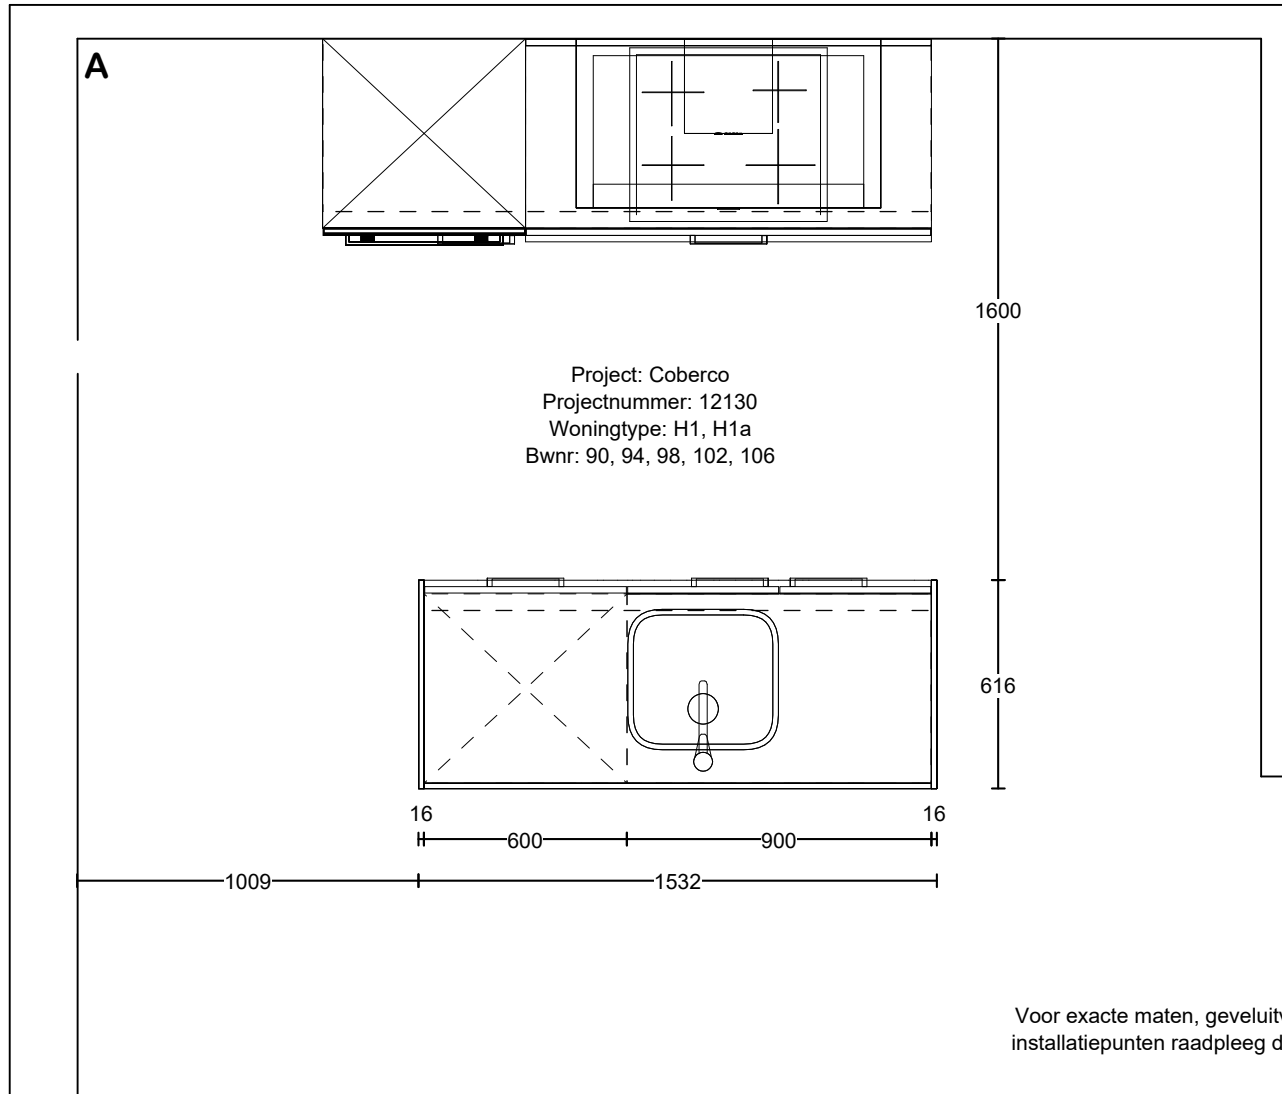 A
1600
Project: Coberco
Projectnummer: 12130
Woningtype: H1, H1a
Bwnr: 90, 94, 98, 102, 106
616
16
16
600
900
1009
1532
Voor exacte maten,
installatiepunten raadpleeg